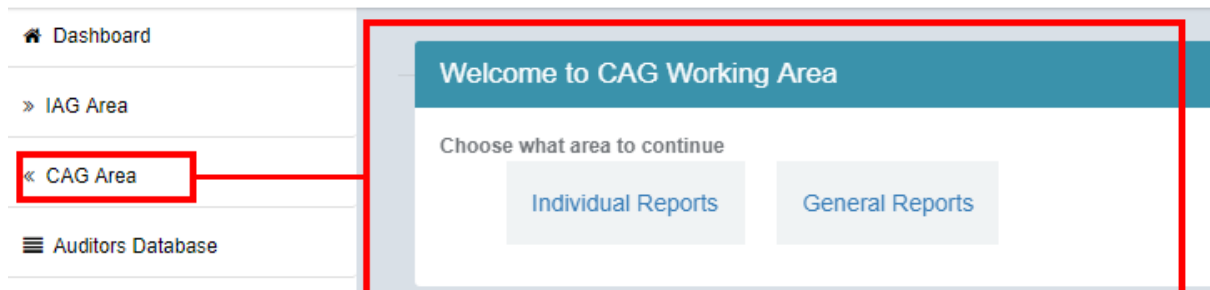 Dashboard
» IAG Area
« CAG Area
Auditors Database
Welcome to CAG Working Area
Choose what area to continue
Individual Reports
General Reports